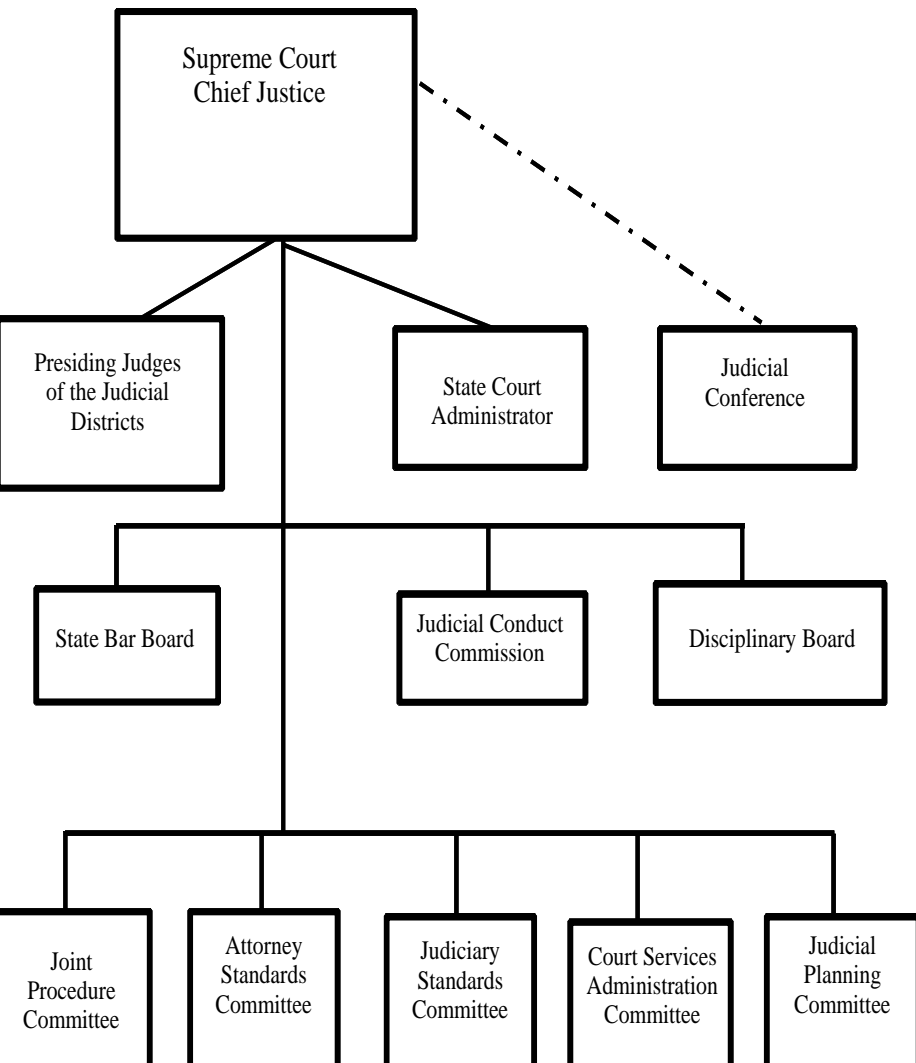 Supreme Court
Chief Justice
Presiding Judges
of the Judicial
Districts
State Court
Administrator
Judicial
Conference
State Bar Board
Judicial Conduct
Commission
Disciplinary Board
Joint
Procedure
Committee
Attorney
Standards
Committee
Judiciary
Standards
Committee
Court Services
Administration
Committee
Judicial
Planning
Committee